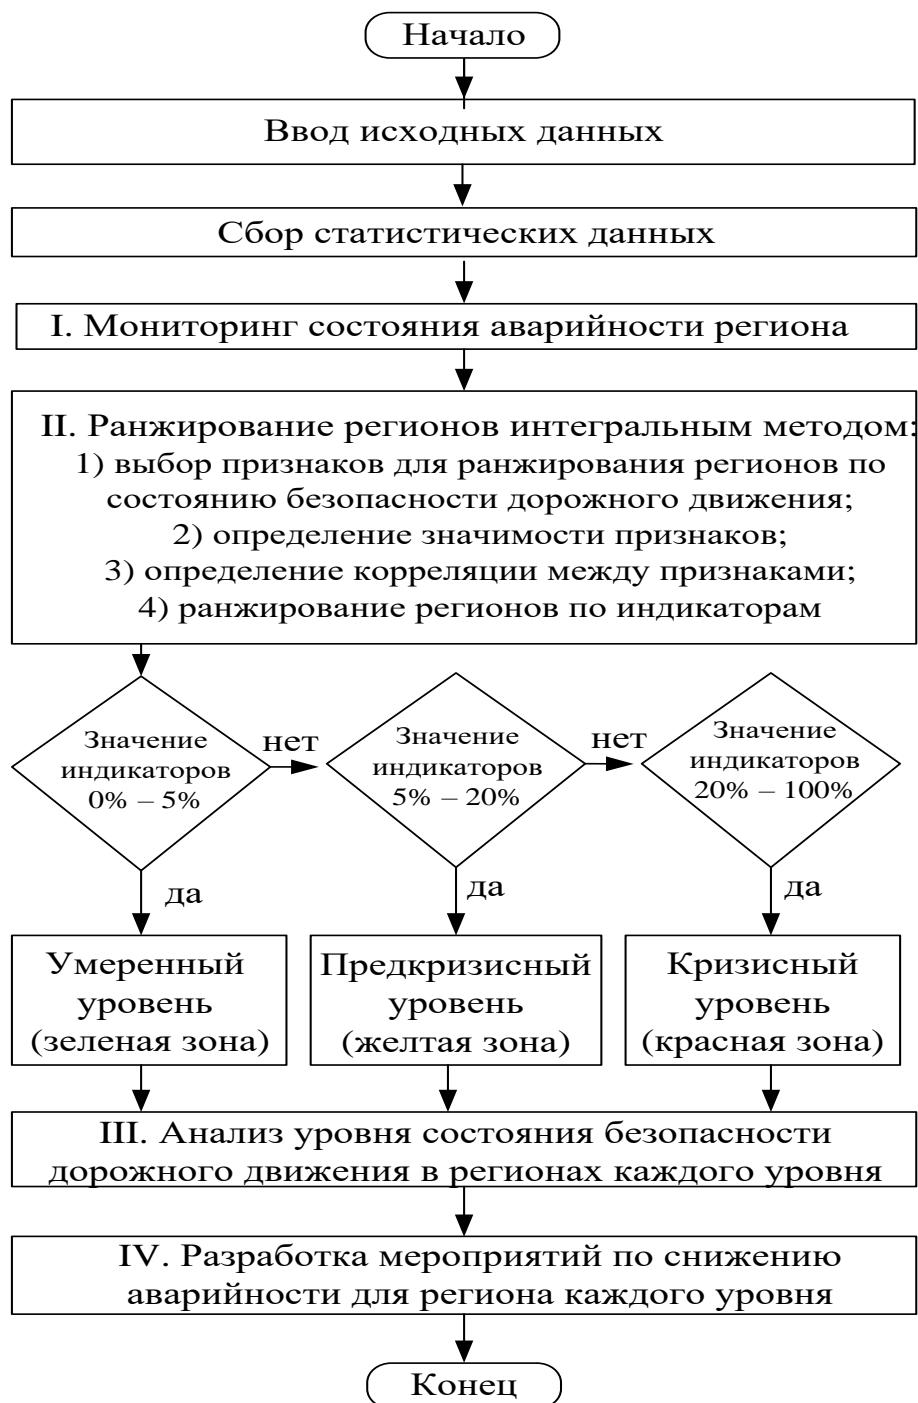 Начало
Ввод исходных данных
Сбор статистических данных
I. Мониторинг состояния аварийности региона
II. Ранжирование регионов интегральным методом:
1) выбор признаков для ранжирования регионов по
состоянию безопасности дорожного движения;
2) определение значимости признаков;
3) определение корреляции между признаками;
4) ранжирование регионов по индикаторам
Значение
индикаторов
0% – 5%
нет
Значение
индикаторов
5% – 20%
нет
Значение
индикаторов
20% – 100%
да
да
да
Умеренный
уровень
(зеленая зона)
Предкризисный
уровень
(желтая зона)
Кризисный
уровень
(красная зона)
III. Анализ уровня состояния безопасности
дорожного движения в регионах каждого уровня
IV. Разработка мероприятий по снижению
аварийности для региона каждого уровня
Конец